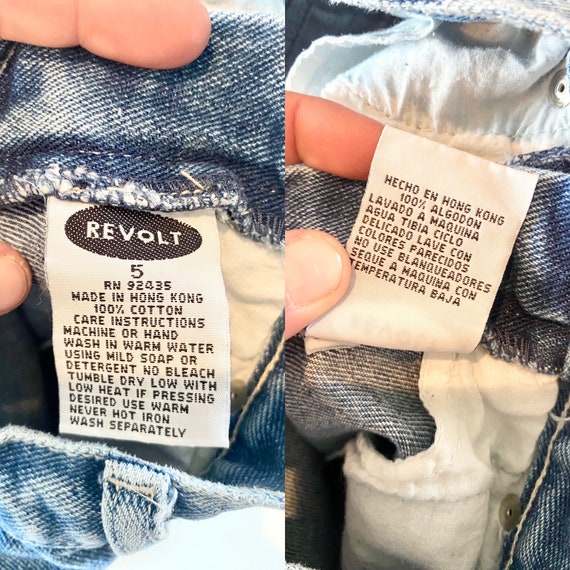 REVOLT
5
RN 92435
MADE IN HONG KONG
100% COTTON
CARE INSTRUCTIONS
MACHINE OR HAND
WASH IN WARM WATER
USING MILD SOAP OR
DETERGENT NO BLEACH
TUMBLE DRY LOW WITH
LOW HEAT IF PRESSING
DESIRED USE WARM
NEVER HOT IRON
WASH SEPARATELY
HECHO EN HONG KONG
100% ALGODON
LAVADO A MAQUINA
AGUA TIBIA CICLO
DELICADO LAVE CON
COLORES PARECIDOS
NO USE BLANQUEADORES
SEQUE A MAQUINA CON
TEMPERATURA BAJA